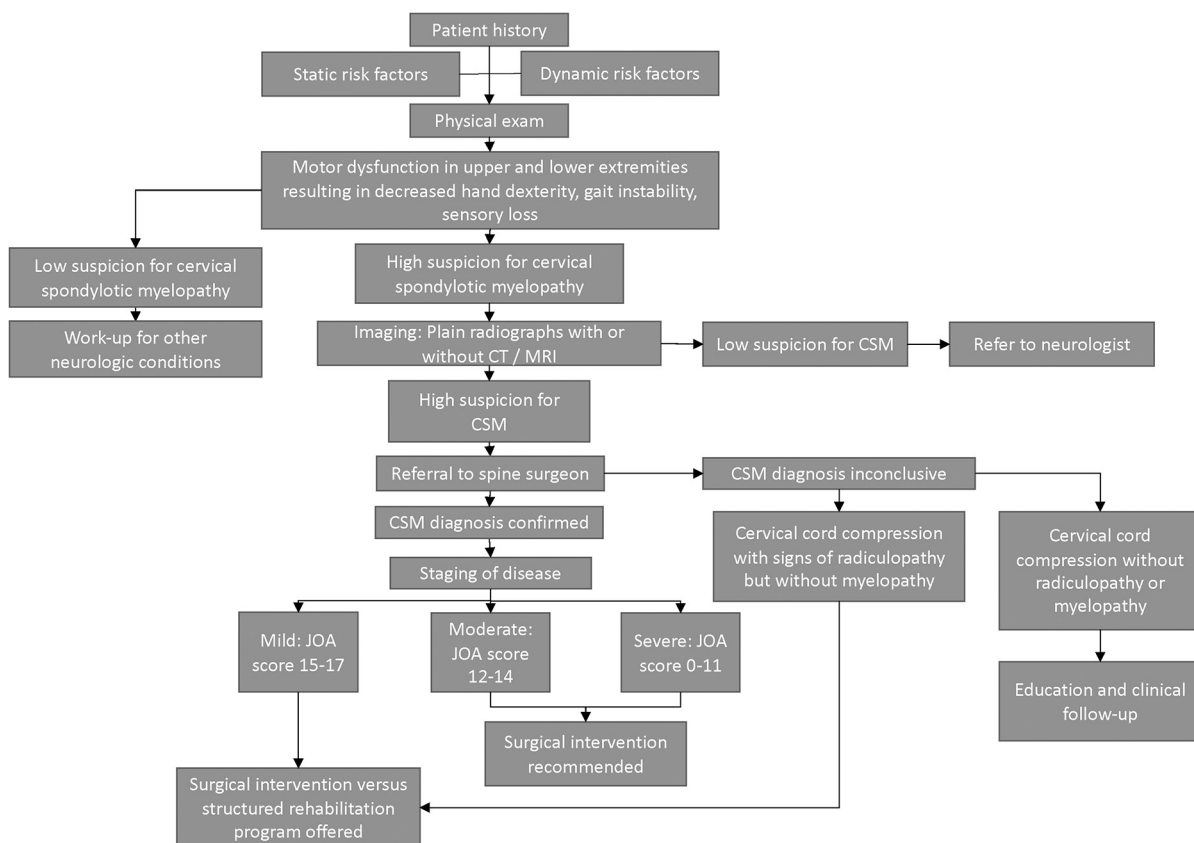 Patient history
Static risk factors
Dynamic risk factors
Physical exam
Motor dysfunction in upper and lower extremities
resulting in decreased hand dexterity, gait instability,
sensory loss
Low suspicion for cervical
spondylotic myelopathy
High suspicion for cervical
spondylotic myelopathy
Work-up for other
neurologic conditions
Imaging: Plain radiographs with or
without CT / MRI
Low suspicion for CSM
Refer to neurologist
High suspicion for
CSM
Referral to spine surgeon
CSM diagnosis inconclusive
CSM diagnosis confirmed
Cervical cord compression
with signs of radiculopathy
but without myelopathy
Cervical cord
compression without
radiculopathy or
myelopathy
Staging of disease
Mild: JOA
score 15-17
Moderate:
JOA score
12-14
Severe: JOA
score 0-11
Education and clinical
follow-up
Surgical intervention
recommended
Surgical intervention versus
structured rehabilitation
program offered